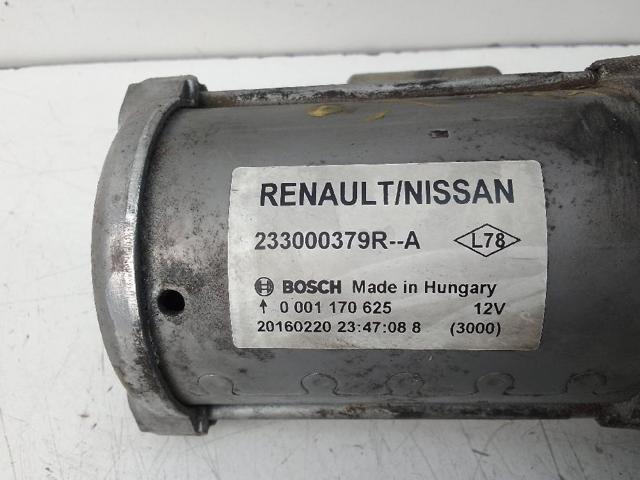 RENAULT/NISSAN
233000379R--A L78
BOSCH Made in Hungary
↑ 0 001 170 625 12V
20160220 23:47:08 8 (3000)